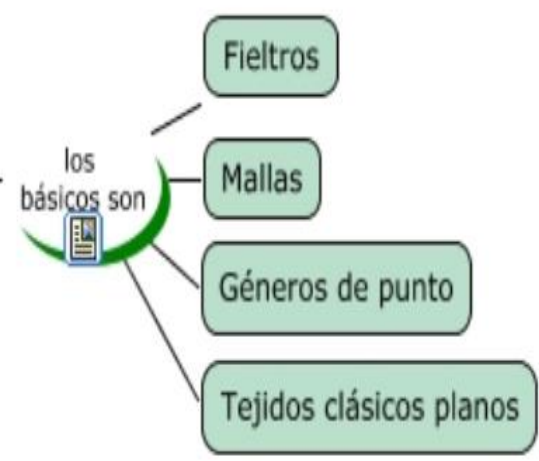 los
básicos son
Fieltros
Mallas
Géneros de punto
Tejidos clásicos planos